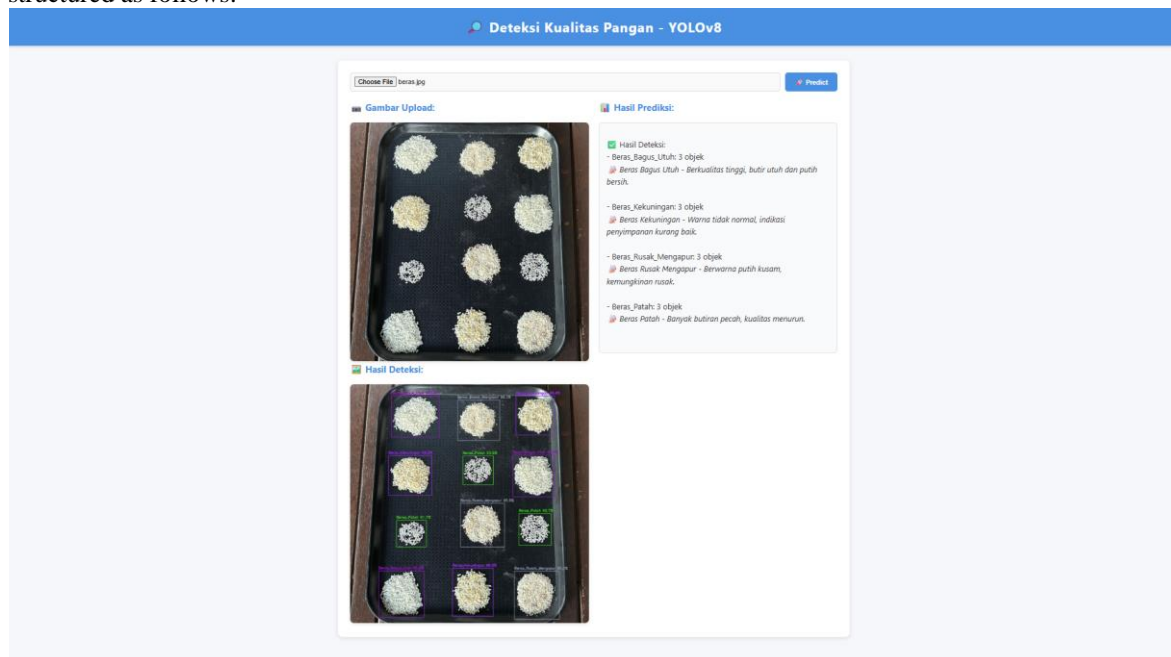 structured as follows.
Deteksi Kualitas Pangan - YOLOv8
Choose File beras.jpg
Predict
Gambar Upload:
Hasil Prediksi:
Hasil Deteksi:
- Beras_Bagus_Utuh: 3 objek
Beras Bagus Utuh - Berkualitas tinggi, butir utuh dan putih
bersih.
- Beras_Kekuningan: 3 objek
Beras Kekuningan - Warna tidak normal, indikasi
penyimpanan kurang baik.
- Beras_Rusak_Mengapur: 3 objek
Beras Rusak Mengapur - Berwarna putih kusam,
kemungkinan rusak.
- Beras_Patah: 3 objek
Beras Patah - Banyak butiran pecah, kualitas menurun.
Hasil Deteksi: